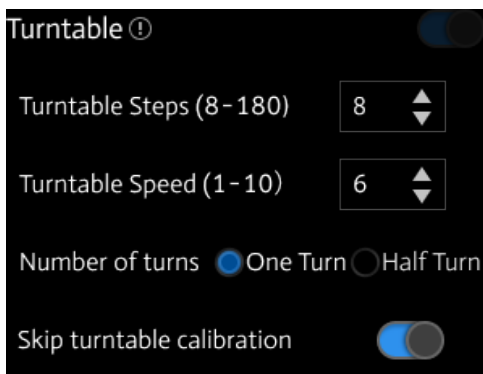 Turntable
Turntable Steps (8-180) 8
Turntable Speed (1-10) 6
Number of turns One Turn Half Turn
Skip turntable calibration